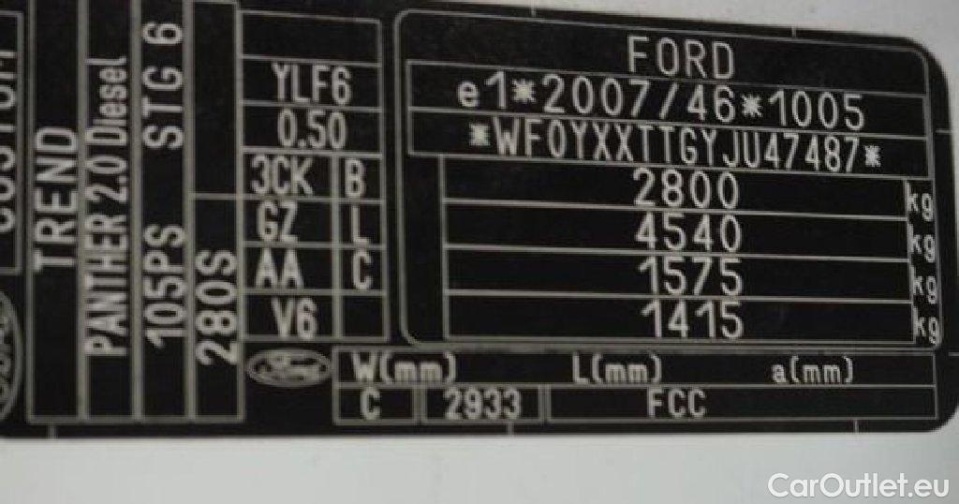 FORD
e1*2007/46*1005
*WF0YXXTTGYJU47487*
2800 kg
4540 kg
1575 kg
1415 kg
YLF6
0.50
3CK B
GZ L
AA C
V6
TREND
PANTHER 2.0 Diesel
105PS STG 6
280S
Ford
W(mm) L(mm) a(mm)
C 2933 FCC
CarOutlet.eu